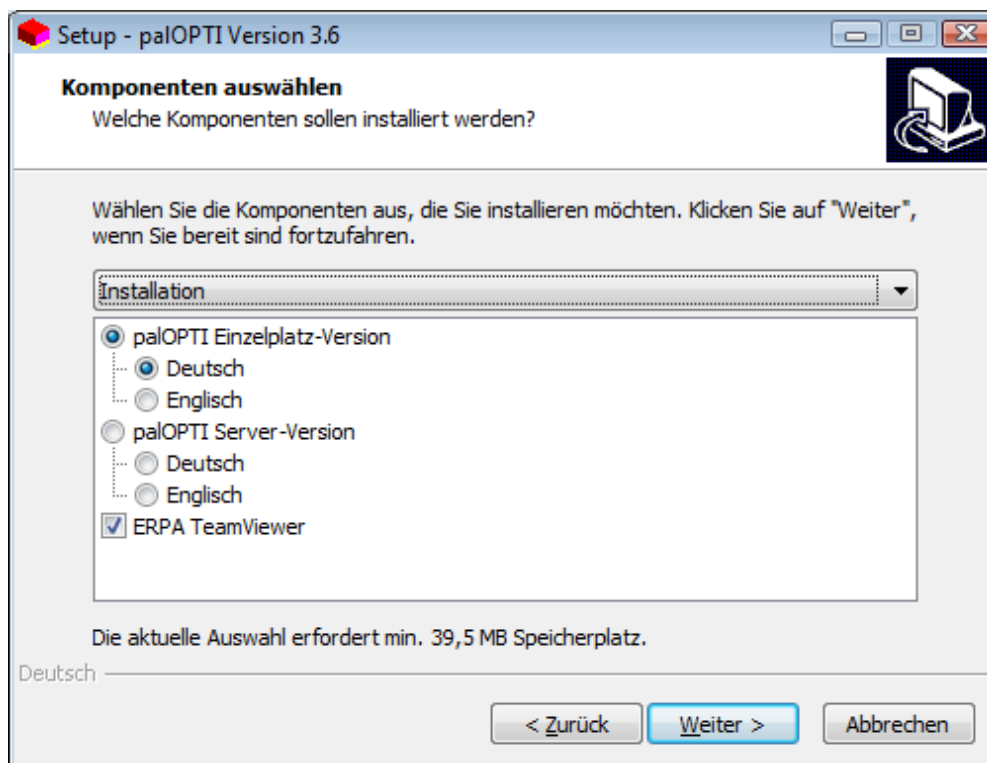 Setup - palOPTI Version 3.6
Komponenten auswählen
Welche Komponenten sollen installiert werden?
Wählen Sie die Komponenten aus, die Sie installieren möchten. Klicken Sie auf "Weiter",
wenn Sie bereit sind fortzufahren.
Installation
palOPTI Einzelplatz-Version
Deutsch
Englisch
palOPTI Server-Version
Deutsch
Englisch
ERPA TeamViewer
Die aktuelle Auswahl erfordert min. 39,5 MB Speicherplatz.
Deutsch
< Zurück
Weiter >
Abbrechen